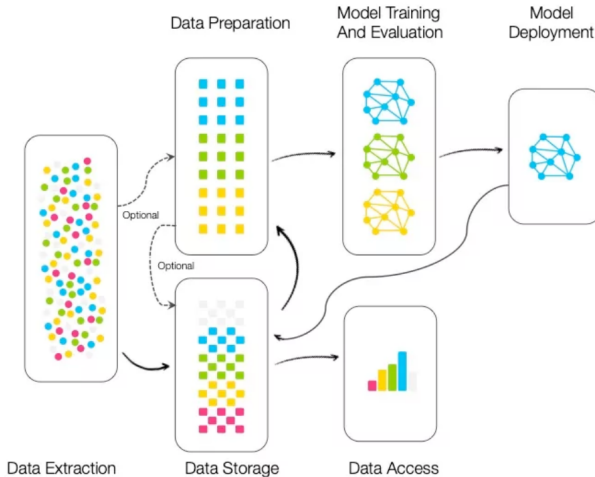 Data Preparation
Model Training
And Evaluation
Model
Deployment
Optional
Optional
Data Extraction
Data Storage
Data Access